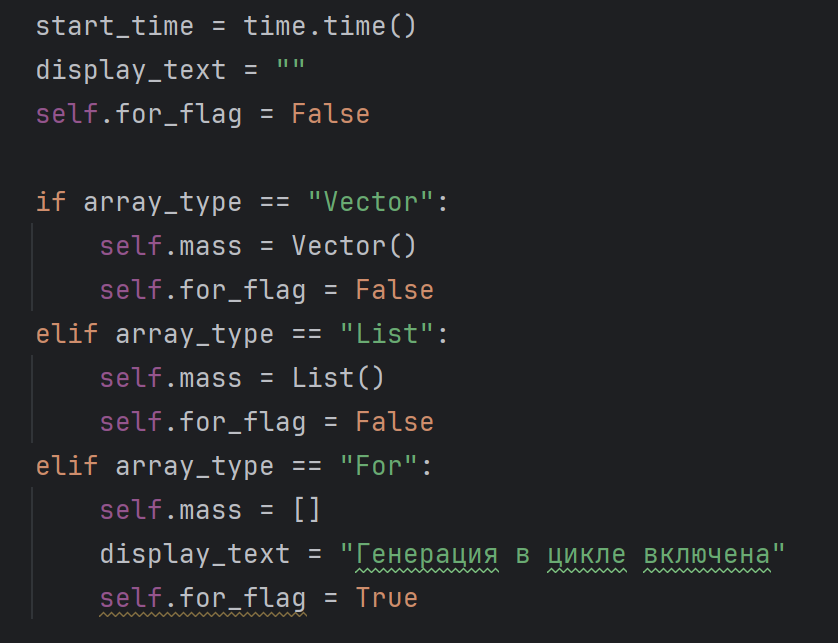 start_time = time.time()
display_text = ""
self.for_flag = False
if array_type == "Vector":
self.mass = Vector()
self.for_flag = False
elif array_type == "List":
self.mass = List()
self.for_flag = False
elif array_type == "For":
self.mass = []
display_text = "Генерация в цикле включена"
self.for_flag = True